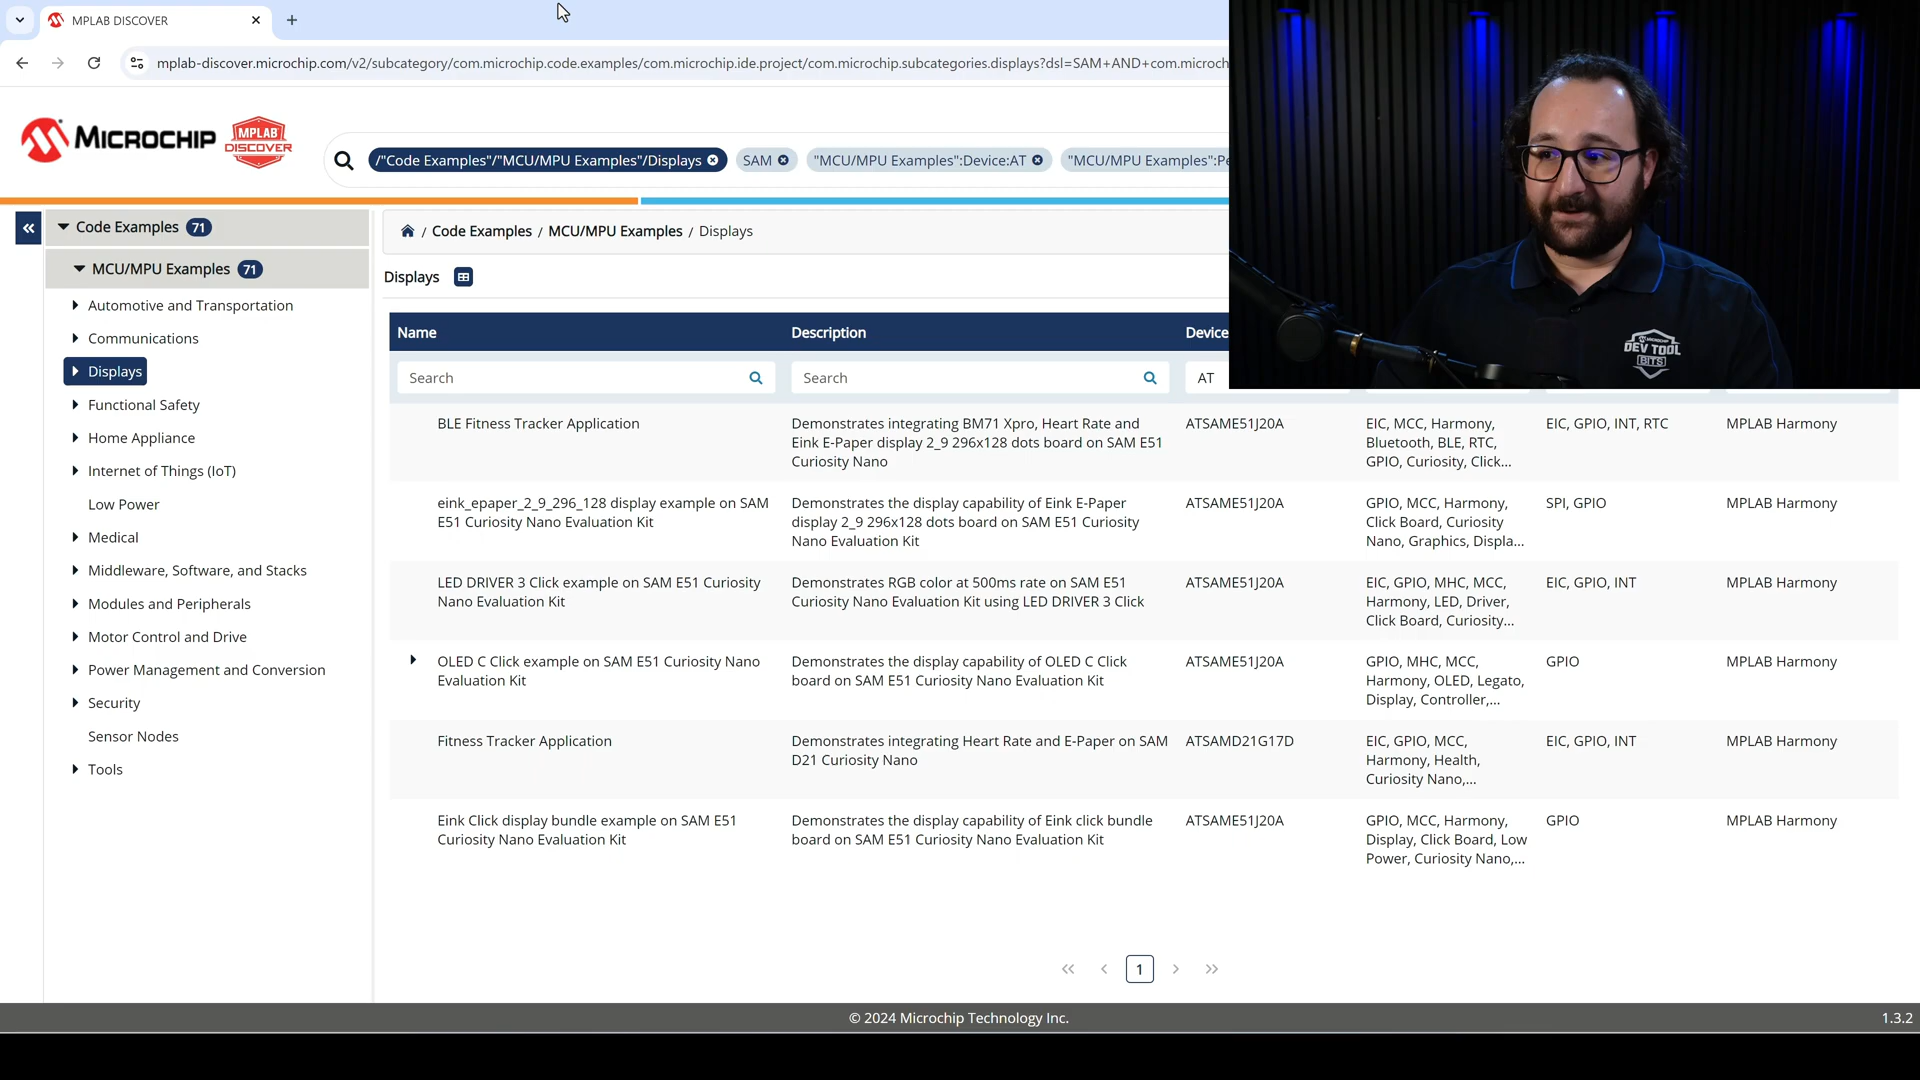 MPLAB DISCOVER
mplab-discover.microchip.com/v2/subcategory/com.microchip.code.examples/com.microchip.ide.project/com.microchip.subcategories.displays?dsl=SAM+AND+com.microch
MICROCHIP
MPLAB
DISCOVER
/"Code Examples"/"MCU/MPU Examples"/Displays
SAM
"MCU/MPU Examples":Device:AT
"MCU/MPU Examples":Pe
Code Examples 71
MCU/MPU Examples 71
Automotive and Transportation
Communications
Displays
Functional Safety
Home Appliance
Internet of Things (IoT)
Low Power
Medical
Middleware, Software, and Stacks
Modules and Peripherals
Motor Control and Drive
Power Management and Conversion
Security
Sensor Nodes
Tools
/ Code Examples / MCU/MPU Examples / Displays
Displays
Name Description Device
Search Search AT
BLE Fitness Tracker Application
Demonstrates integrating BM71 Xpro, Heart Rate and
Eink E-Paper display 2_9 296x128 dots board on SAM E51
Curiosity Nano
ATSAME51J20A
EIC, MCC, Harmony,
Bluetooth, BLE, RTC,
GPIO, Curiosity, Click...
EIC, GPIO, INT, RTC
MPLAB Harmony
eink_epaper_2_9_296_128 display example on SAM
E51 Curiosity Nano Evaluation Kit
Demonstrates the display capability of Eink E-Paper
display 2_9 296x128 dots board on SAM E51 Curiosity
Nano Evaluation Kit
ATSAME51J20A
GPIO, MCC, Harmony,
Click Board, Curiosity
Nano, Graphics, Displa...
SPI, GPIO
MPLAB Harmony
LED DRIVER 3 Click example on SAM E51 Curiosity
Nano Evaluation Kit
Demonstrates RGB color at 500ms rate on SAM E51
Curiosity Nano Evaluation Kit using LED DRIVER 3 Click
ATSAME51J20A
EIC, GPIO, MHC, MCC,
Harmony, LED, Driver,
Click Board, Curiosity...
EIC, GPIO, INT
MPLAB Harmony
OLED C Click example on SAM E51 Curiosity Nano
Evaluation Kit
Demonstrates the display capability of OLED C Click
board on SAM E51 Curiosity Nano Evaluation Kit
ATSAME51J20A
GPIO, MHC, MCC,
Harmony, OLED, Legato,
Display, Controller,...
GPIO
MPLAB Harmony
Fitness Tracker Application
Demonstrates integrating Heart Rate and E-Paper on SAM
D21 Curiosity Nano
ATSAMD21G17D
EIC, GPIO, MCC,
Harmony, Health,
Curiosity Nano,...
EIC, GPIO, INT
MPLAB Harmony
Eink Click display bundle example on SAM E51
Curiosity Nano Evaluation Kit
Demonstrates the display capability of Eink click bundle
board on SAM E51 Curiosity Nano Evaluation Kit
ATSAME51J20A
GPIO, MCC, Harmony,
Display, Click Board, Low
Power, Curiosity Nano,...
GPIO
MPLAB Harmony
1
© 2024 Microchip Technology Inc.
1.3.2
DEV TOOL
BITS